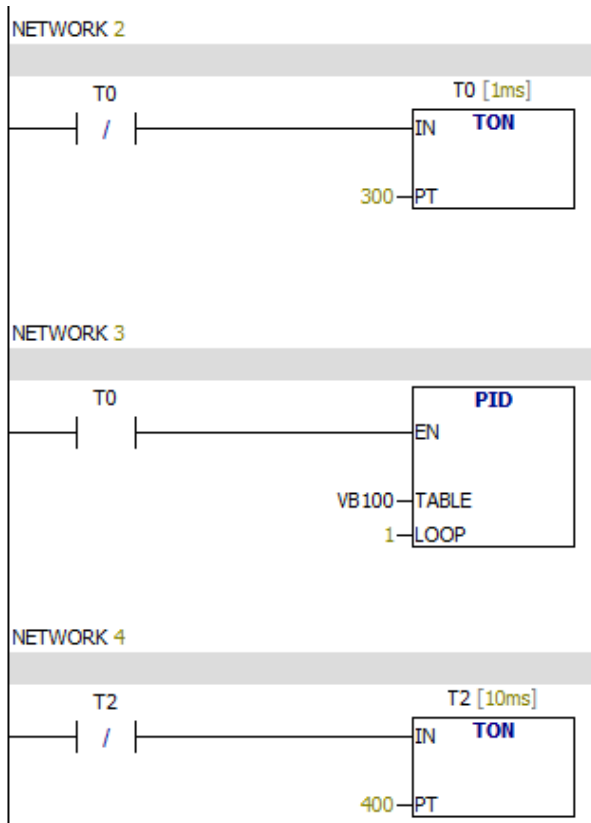 NETWORK 2
T0 T0 [1ms]
/ IN TON
300 PT
NETWORK 3
T0 PID
EN
VB100 TABLE
1 LOOP
NETWORK 4
T2 T2 [10ms]
/ IN TON
400 PT